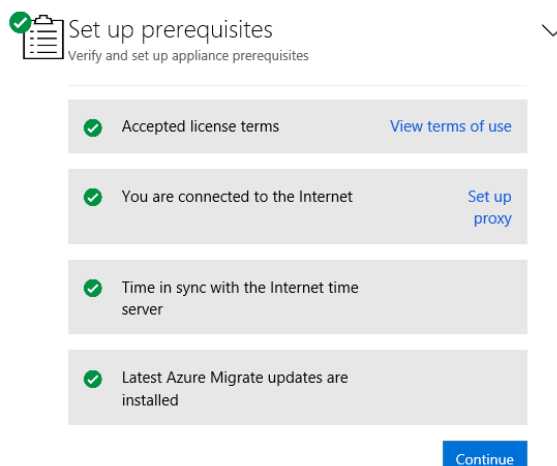 Set up prerequisites
Verify and set up appliance prerequisites
Accepted license terms
View terms of use
You are connected to the Internet
Set up
proxy
Time in sync with the Internet time
server
Latest Azure Migrate updates are
installed
Continue